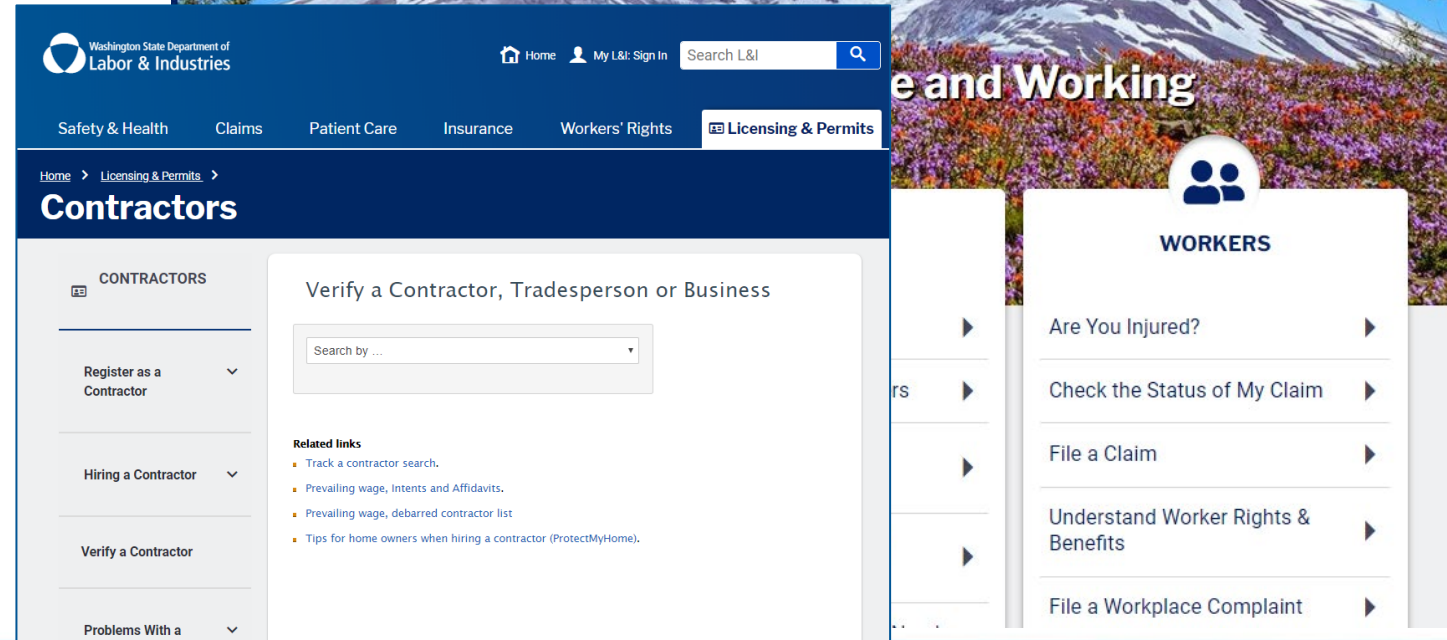 Washington State Department of
Labor & Industries
Home
My L&I: Sign In
Search L&I
Safety & Health
Claims
Patient Care
Insurance
Workers' Rights
Licensing & Permits
Home > Licensing & Permits >
Contractors
CONTRACTORS
Register as a
Contractor
Hiring a Contractor
Verify a Contractor
Problems With a
Verify a Contractor, Tradesperson or Business
Search by ...
Related links
Track a contractor search.
Prevailing wage, Intents and Affidavits.
Prevailing wage, debarred contractor list
Tips for home owners when hiring a contractor (ProtectMyHome).
e and Working
rs
WORKERS
Are You Injured?
Check the Status of My Claim
File a Claim
Understand Worker Rights &
Benefits
File a Workplace Complaint